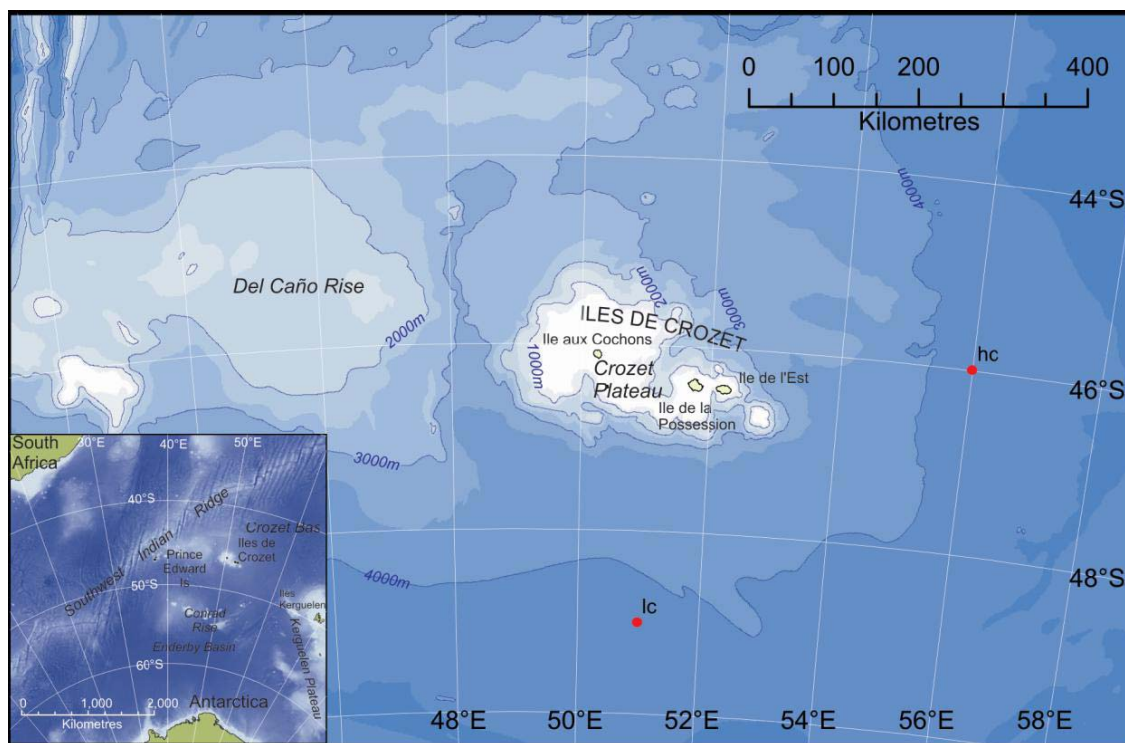 0 100 200 400
Kilometres
44°S
4000m
Del Caño Rise
2000m
3000m
ILES DE CROZET
2000m
Ile aux Cochons
1000m
Crozet
Plateau
Ile de l'Est
Ile de la
Possession
hc
46°S
3000m
4000m
lc
48°S
48°E 50°E 52°E 54°E 56°E 58°E
South
Africa
30°E 40°E 50°E
40°S
Southwest Indian Ridge
Crozet Bas
Iles de
Crozet
Prince
Edward
Is
50°S
Iles
Kerguelen
Conrad
Rise
Enderby Basin
Kerguelen Plateau
60°S
Antarctica
0 1,000 2,000
Kilometres